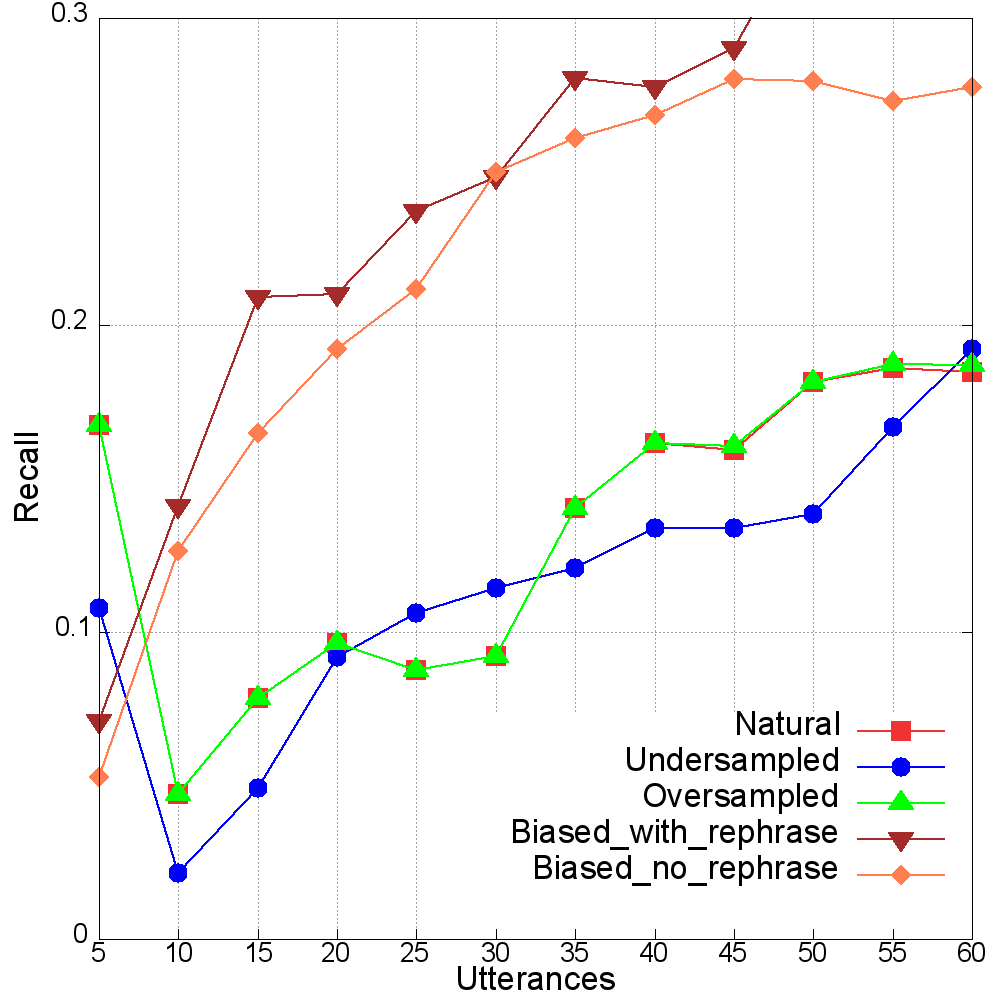 0.3
0.2
0.1
0
Recall
Natural
Undersampled
Oversampled
Biased_with_rephrase
Biased_no_rephrase
5 10 15 20 25 30 35 40 45 50 55 60
Utterances